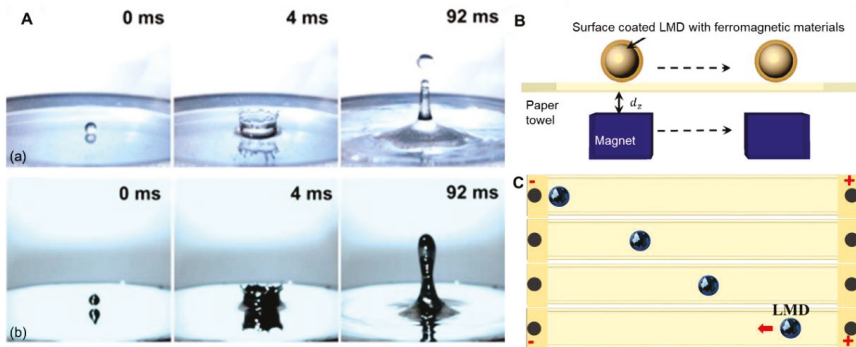 A
0 ms
4 ms
92 ms
(a)
0 ms
4 ms
92 ms
(b)
B
Surface coated LMD with ferromagnetic materials
Paper
towel
d_z
Magnet
C
-
+
LMD
-
+